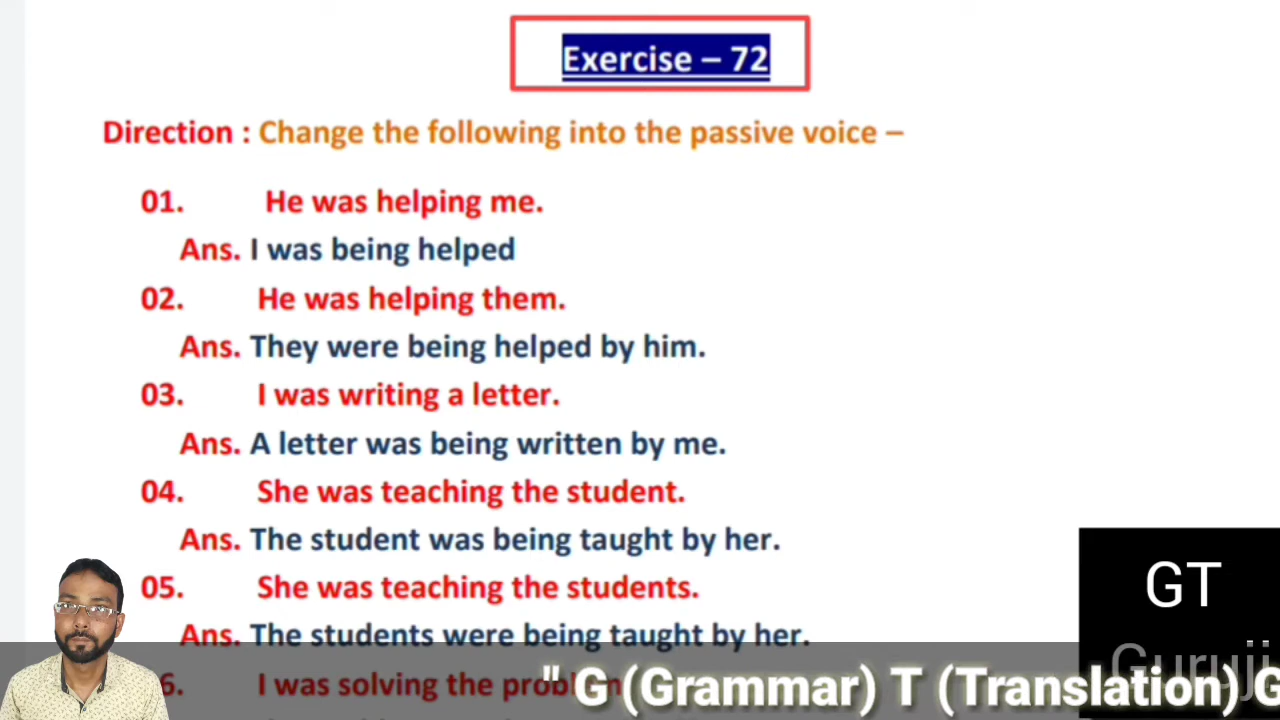 Exercise – 72
Direction : Change the following into the passive voice –
01. He was helping me.
Ans. I was being helped
02. He was helping them.
Ans. They were being helped by him.
03. I was writing a letter.
Ans. A letter was being written by me.
04. She was teaching the student.
Ans. The student was being taught by her.
05. She was teaching the students.
Ans. The students were being taught by her.
6. I was solving the
GT
Guruji
" G (Grammar) T (Translation) G